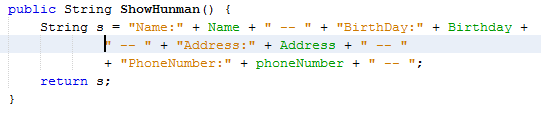 public String ShowHunman() {
String s = "Name:" + Name + " -- " + "BirthDay:" + Birthday +
" -- " + "Address:" + Address + " -- "
+ "PhoneNumber:" + phoneNumber + " -- ";
return s;
}